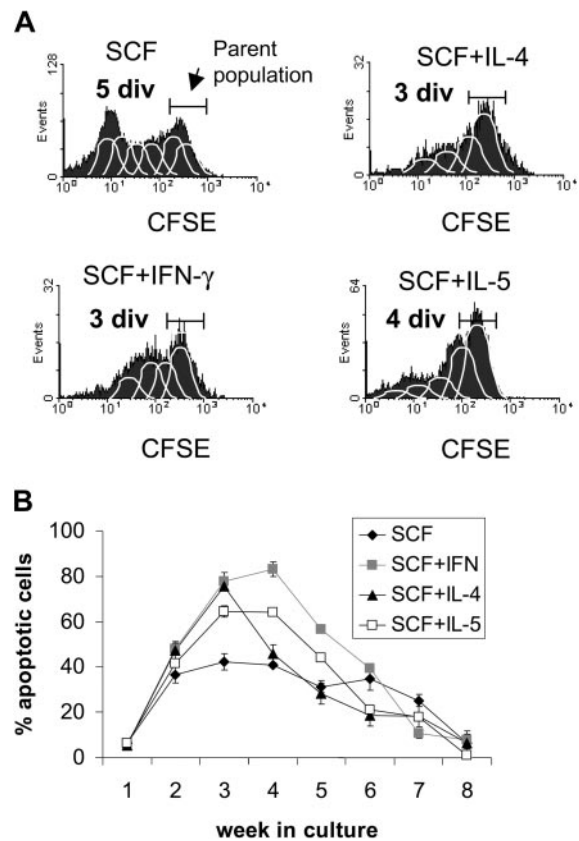 A
SCF
5 div
Parent
population
128
Events
0
10⁰ 10¹ 10² 10³ 10⁴
CFSE
SCF+IL-4
3 div
32
Events
0
10⁰ 10¹ 10² 10³ 10⁴
CFSE
SCF+IFN-γ
3 div
32
Events
0
10⁰ 10¹ 10² 10³ 10⁴
CFSE
SCF+IL-5
4 div
64
Events
0
10⁰ 10¹ 10² 10³ 10⁴
CFSE
B
% apoptotic cells
100
80
60
40
20
0
SCF
SCF+IFN
SCF+IL-4
SCF+IL-5
1 2 3 4 5 6 7 8
week in culture